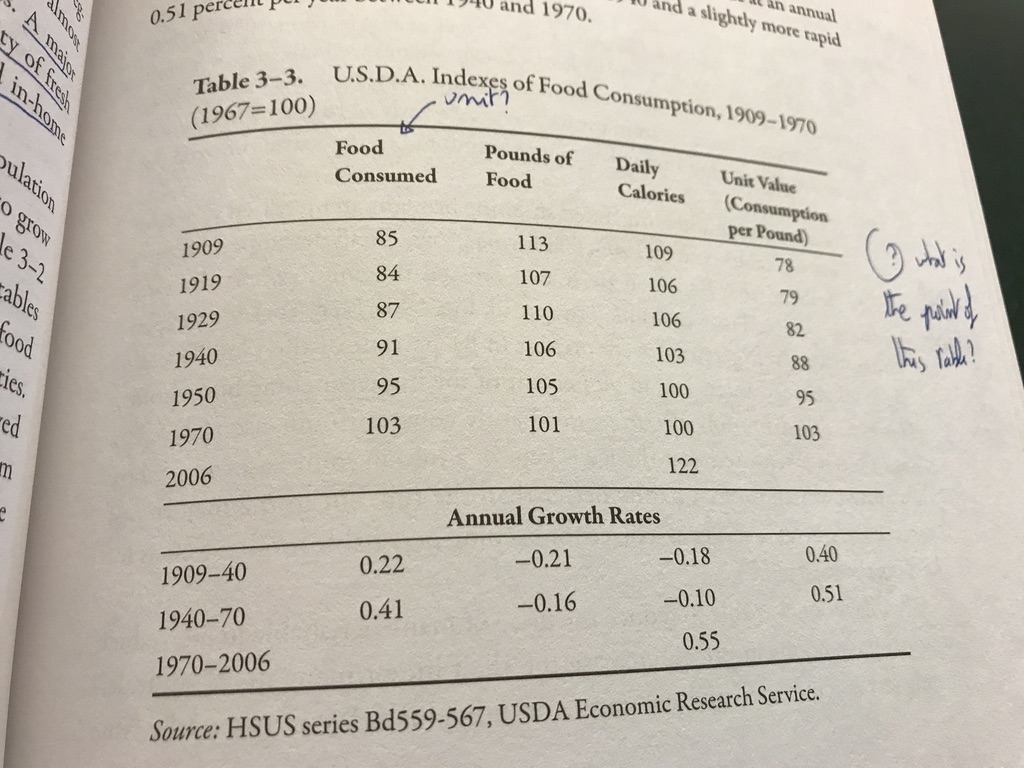 almost
s. A major
ty of fresh
in-home
pulation
o grow
le 3–2
tables
food
ties.
ved
m
e
at an annual
and a slightly more rapid
0.51 percent per year between 1940 and 1970.
Table 3–3. U.S.D.A. Indexes of Food Consumption, 1909–1970
(1967=100)
unit?
Food Consumed Pounds of Food Daily Calories Unit Value (Consumption per Pound)
1909 85 113 109 78
1919 84 107 106 79
1929 87 110 106 82
1940 91 106 103 88
1950 95 105 100 95
1970 103 101 100 103
2006 122
(?) what is
the point of
this table?
Annual Growth Rates
1909–40 0.22 −0.21 −0.18 0.40
1940–70 0.41 −0.16 −0.10 0.51
1970–2006 0.55
Source: HSUS series Bd559-567, USDA Economic Research Service.